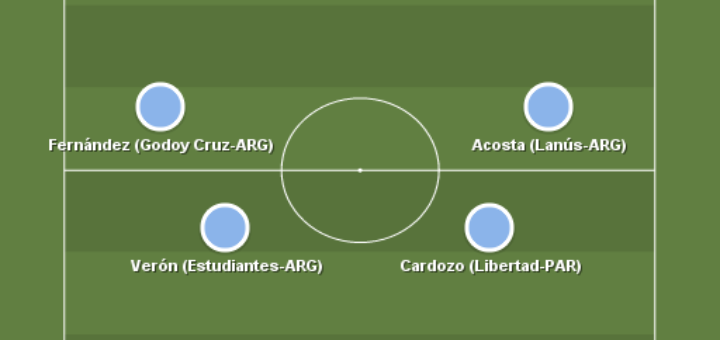 Fernández (Godoy Cruz-ARG)
Acosta (Lanús-ARG)
Verón (Estudiantes-ARG)
Cardozo (Libertad-PAR)